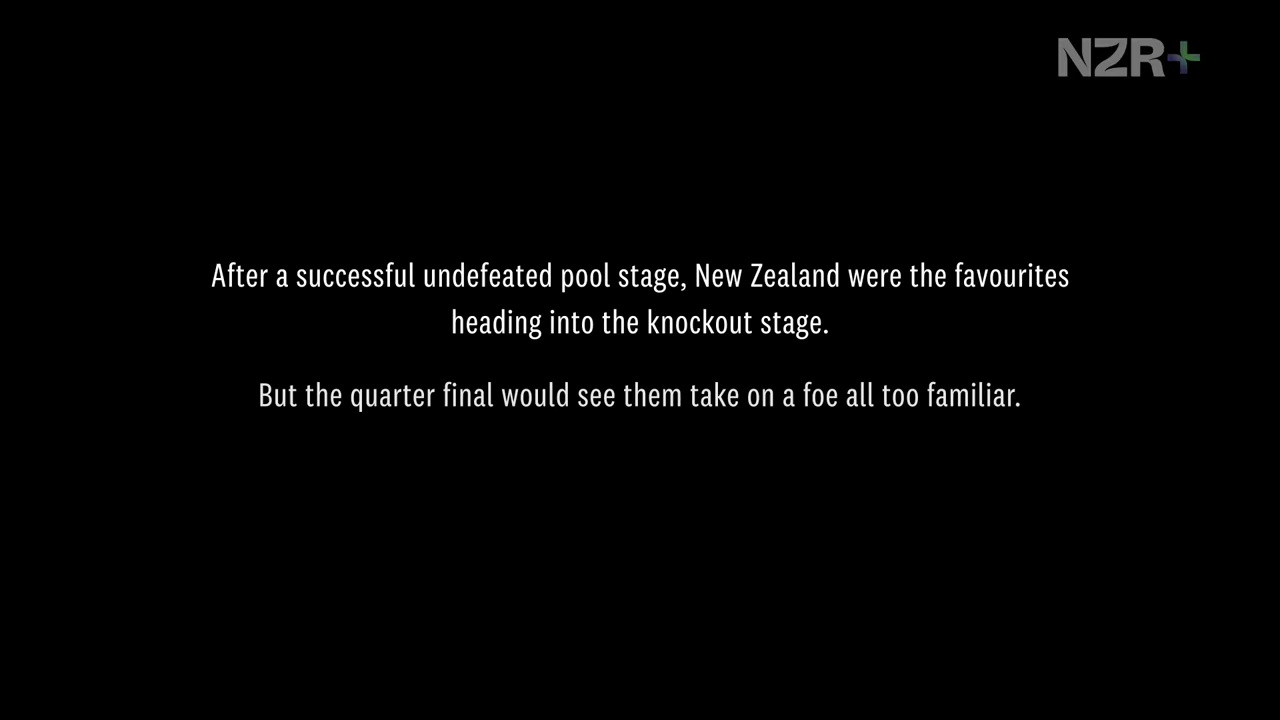 NZR+
After a successful undefeated pool stage, New Zealand were the favourites
heading into the knockout stage.
But the quarter final would see them take on a foe all too familiar.